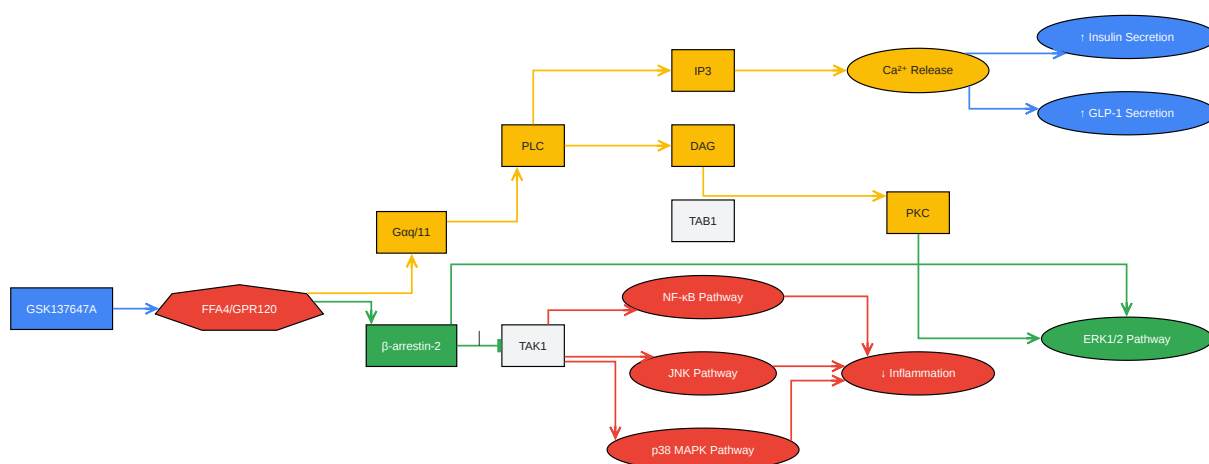 ↑ Insulin Secretion
IP3
Ca²⁺ Release
↑ GLP-1 Secretion
PLC
DAG
TAB1
PKC
Gαq/11
GSK137647A
FFA4/GPR120
NF-κB Pathway
β-arrestin-2
TAK1
ERK1/2 Pathway
JNK Pathway
↓ Inflammation
p38 MAPK Pathway